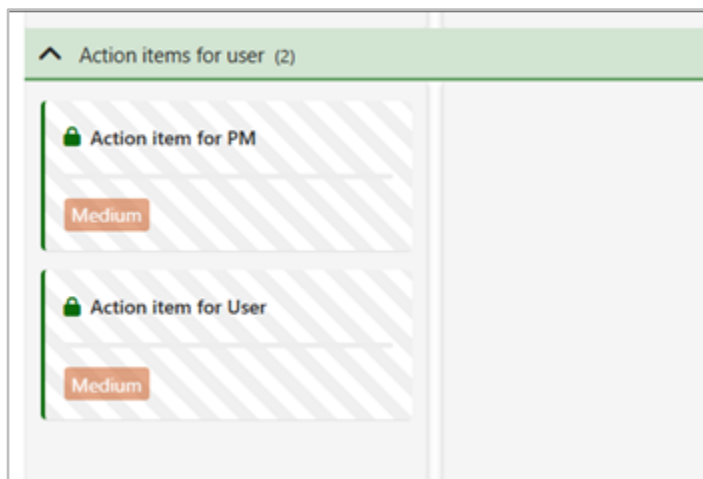 Action items for user (2)
Action item for PM
Medium
Action item for User
Medium